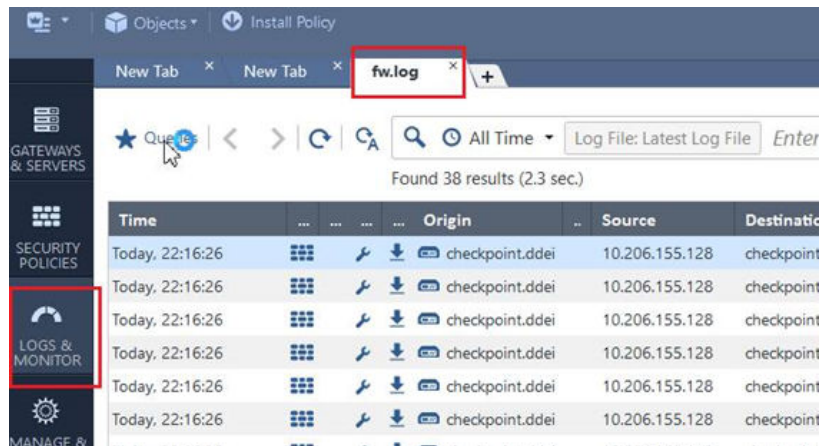 Objects Install Policy
New Tab × New Tab × fw.log × +
GATEWAYS
& SERVERS
SECURITY
POLICIES
LOGS &
MONITOR
MANAGE &
Queries All Time Log File: Latest Log File Enter
Found 38 results (2.3 sec.)
Time ... ... ... ... Origin .. Source Destinatic
Today, 22:16:26 checkpoint.ddei 10.206.155.128 checkpoint
Today, 22:16:26 checkpoint.ddei 10.206.155.128 checkpoint
Today, 22:16:26 checkpoint.ddei 10.206.155.128 checkpoint
Today, 22:16:26 checkpoint.ddei 10.206.155.128 checkpoint
Today, 22:16:26 checkpoint.ddei 10.206.155.128 checkpoint
Today, 22:16:26 checkpoint.ddei 10.206.155.128 checkpoint